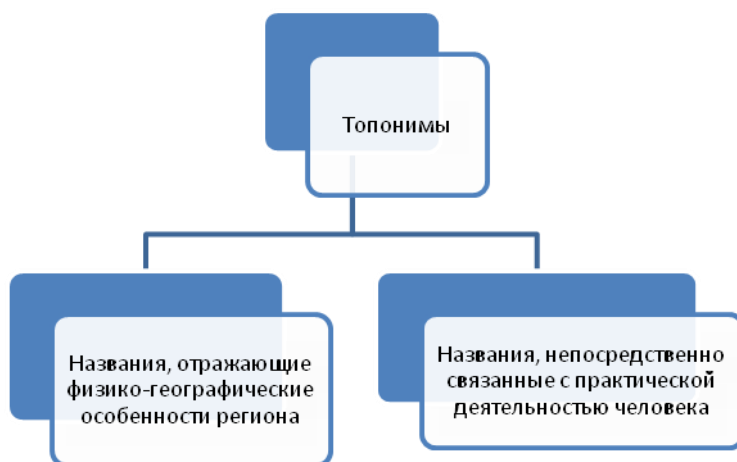 Топонимы
Названия, отражающие
физико-географические
особенности региона
Названия, непосредственно
связанные с практической
деятельностью человека